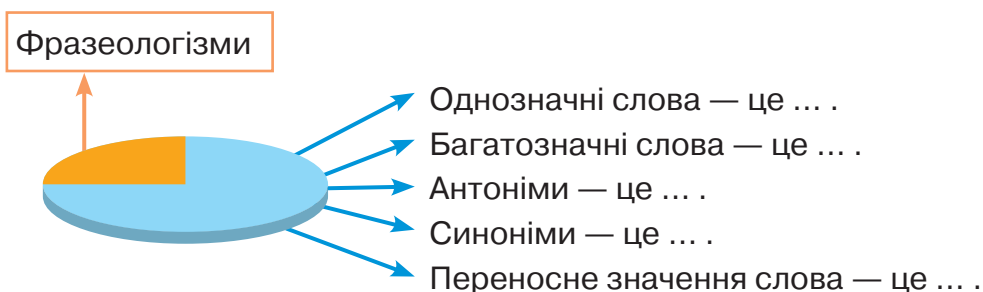 Фразеологізми
Однозначні слова — це ... .
Багатозначні слова — це ... .
Антоніми — це ... .
Синоніми — це ... .
Переносне значення слова — це ... .